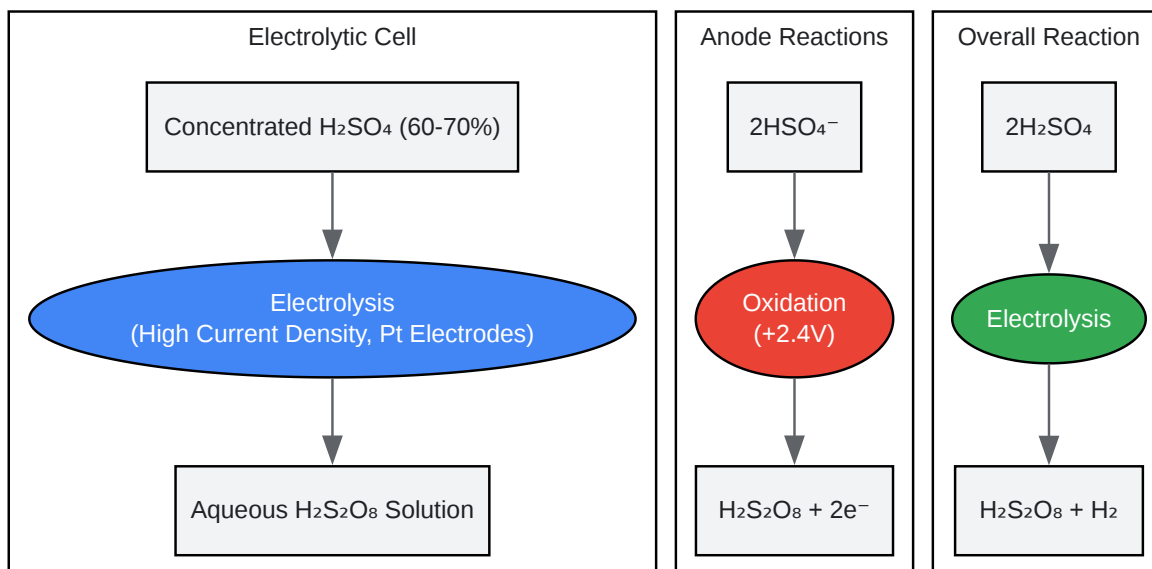 Electrolytic Cell
Concentrated H₂SO₄ (60-70%)
Electrolysis
(High Current Density, Pt Electrodes)
Aqueous H₂S₂O₈ Solution
Anode Reactions
2HSO₄⁻
Oxidation
(+2.4V)
H₂S₂O₈ + 2e⁻
Overall Reaction
2H₂SO₄
Electrolysis
H₂S₂O₈ + H₂